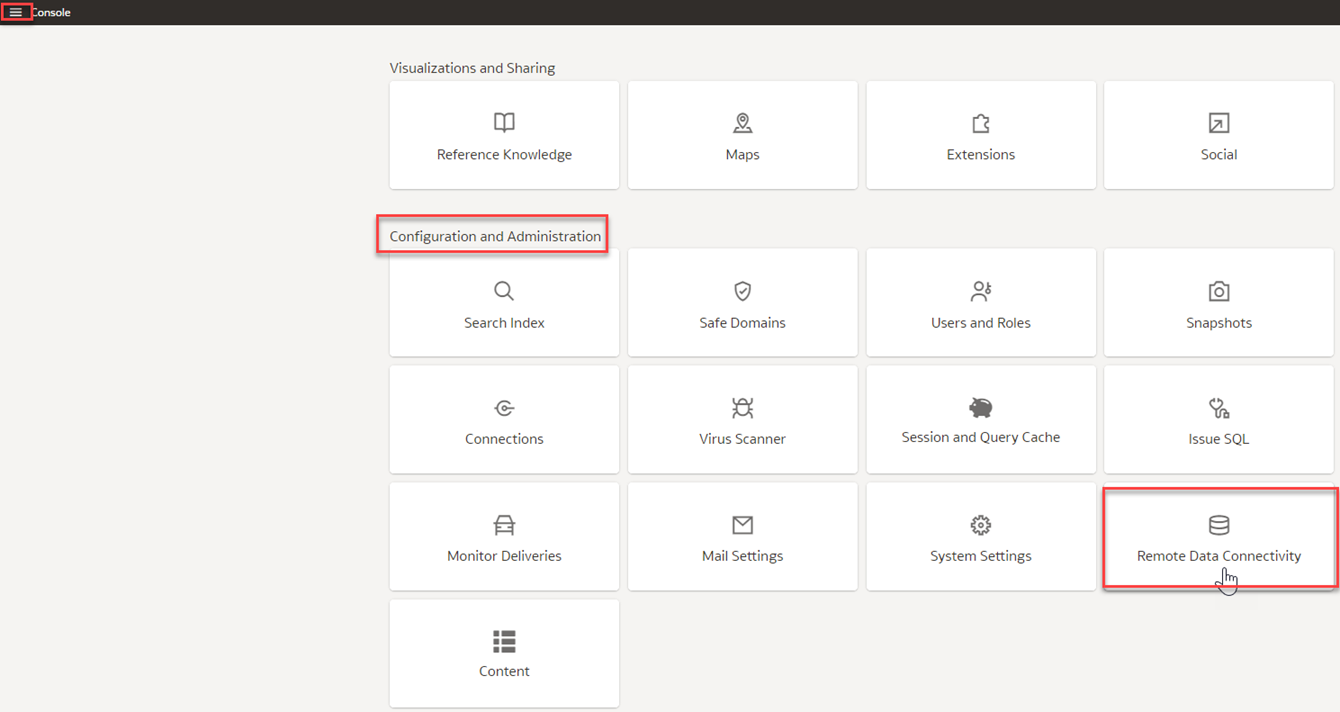 Console
Visualizations and Sharing
Reference Knowledge
Maps
Extensions
Social
Configuration and Administration
Search Index
Safe Domains
Users and Roles
Snapshots
Connections
Virus Scanner
Session and Query Cache
Issue SQL
Monitor Deliveries
Mail Settings
System Settings
Remote Data Connectivity
Content